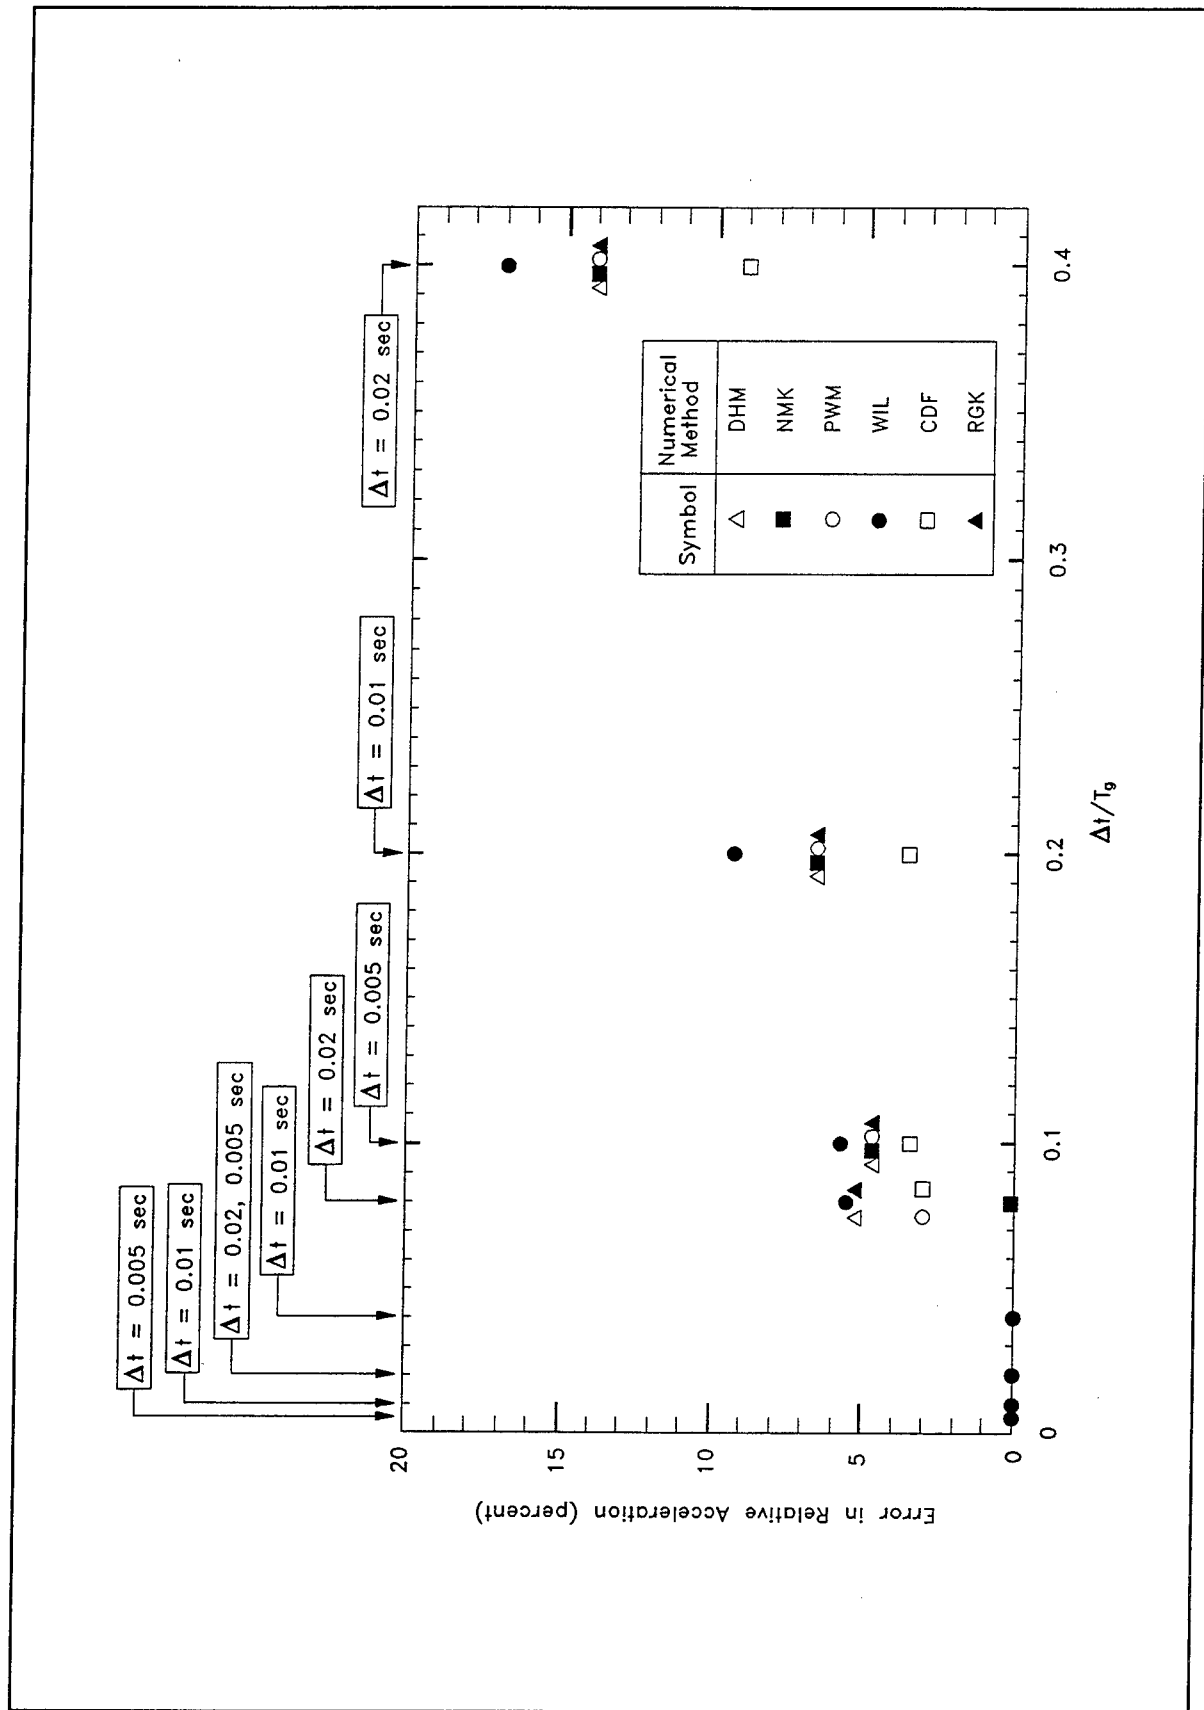 Δt = 0.005 sec
Δt = 0.01 sec
Δt = 0.02, 0.005 sec
Δt = 0.01 sec
Δt = 0.02 sec
Δt = 0.005 sec
Δt = 0.01 sec
Δt = 0.02 sec
Error in Relative Acceleration (percent)
20
15
10
5
0
Symbol
Numerical
Method
DHM
NMK
PWM
WIL
CDF
RGK
0
0.1
0.2
0.3
0.4
Δt/Tg